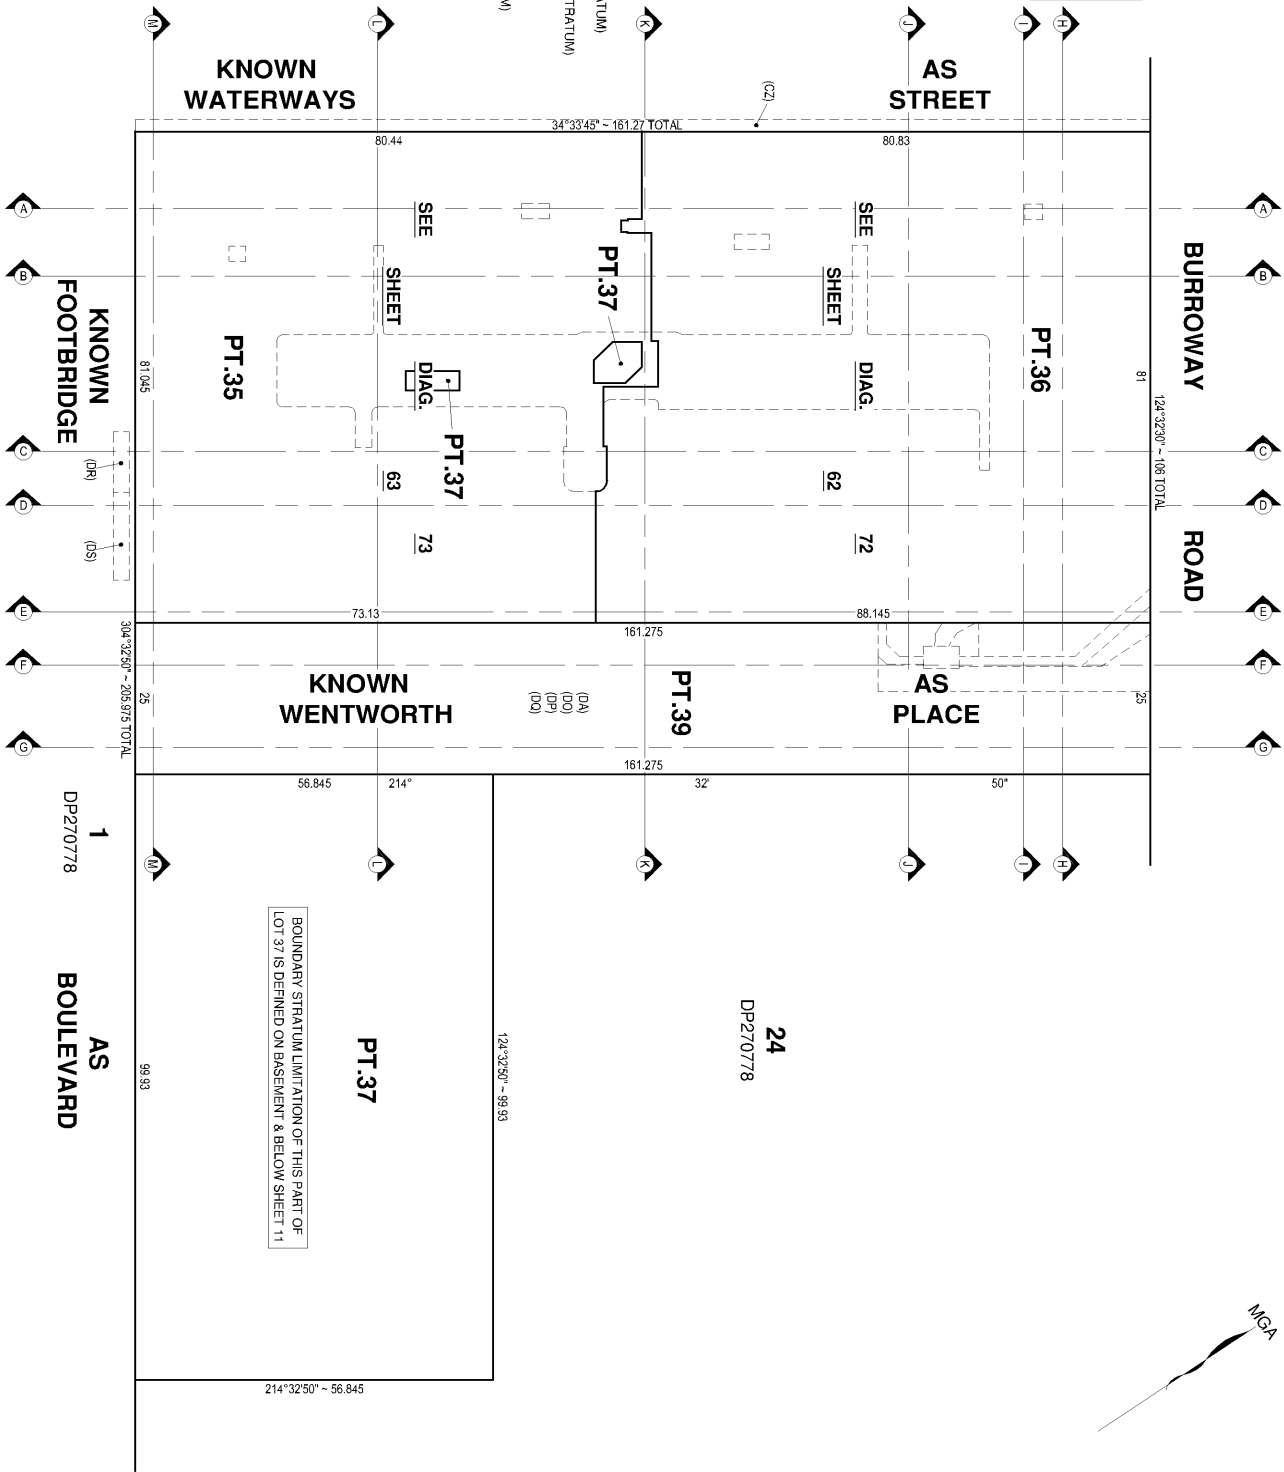 M
L
K
J
I
H
M)
TRATUM)
ATUM)
KNOWN
WATERWAYS
AS
STREET
(CZ)
34°33'45" ~ 161.27 TOTAL
80.44
80.83
A
A
B
B
C
C
D
D
E
E
F
F
G
G
SEE
SHEET
DIAG.
63
73
SEE
SHEET
DIAG.
62
72
PT.37
PT.37
PT.35
PT.36
BURROWAY
ROAD
KNOWN
FOOTBRIDGE
81.045
81
124°32'30" ~ 106 TOTAL
(DR)
(DS)
73.13
88.145
161.275
304°32'50" ~ 205.975 TOTAL
25
25
KNOWN
WENTWORTH
(DA)
(DO)
(DP)
(DQ)
PT.39
AS
PLACE
161.275
56.845
214°
32'
50"
M
L
K
J
I
H
1
DP270778
AS
BOULEVARD
99.93
BOUNDARY STRATUM LIMITATION OF THIS PART OF
LOT 37 IS DEFINED ON BASEMENT & BELOW SHEET 11
PT.37
124°32'50" ~ 99.93
24
DP270778
214°32'50" ~ 56.845
MGA